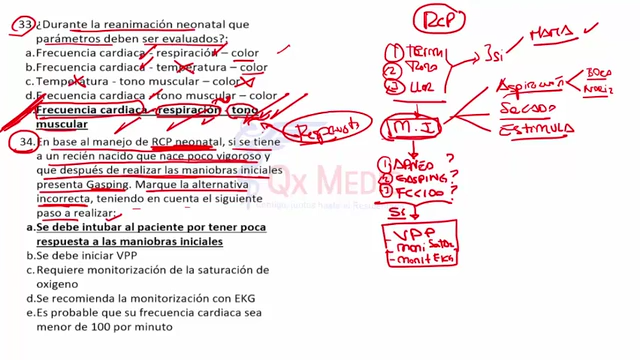 33. ¿Durante la reanimación neonatal que
parámetros deben ser evaluados?:
a. Frecuencia cardiaca - respiración – color
b. Frecuencia cardiaca – temperatura – color
c. Temperatura - tono muscular – color
d. Frecuencia cardiaca - tono muscular – color
Frecuencia cardiaca - respiración – tono
muscular
34. En base al manejo de RCP neonatal, si se tiene
a un recién nacido que nace poco vigoroso y
que después de realizar las maniobras iniciales
presenta Gasping. Marque la alternativa
incorrecta, teniendo en cuenta el siguiente
paso a realizar:
a. Se debe intubar al paciente por tener poca
respuesta a las maniobras iniciales
b. Se debe iniciar VPP
c. Requiere monitorización de la saturación de
oxigeno
d. Se recomienda la monitorización con EKG
e. Es probable que su frecuencia cardiaca sea
menor de 100 por minuto
Respuesta
Qx Med
RCP
1
2
3 LLOR
3 Si
MAMA
M.I
ASPIRACIÓN
BOCA
NARIZ
SECADO
ESTIMULA
1 APNEO ?
2 GASPING ?
3 FC<100 ?
Si
VPP
- moni SatO2
- monit EKG